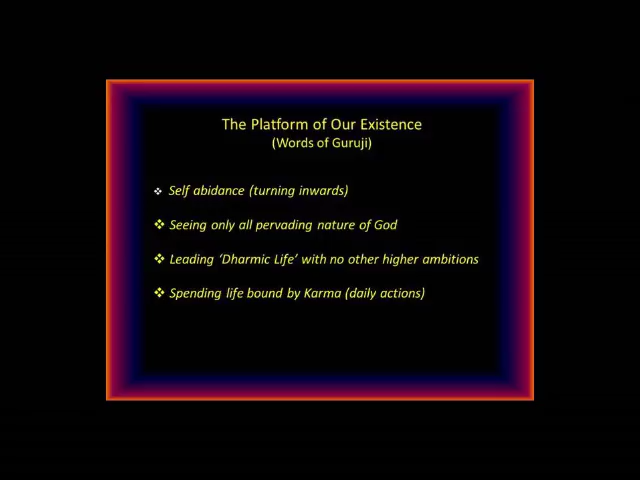 The Platform of Our Existence
(Words of Guruji)
❖ Self abidance (turning inwards)
❖ Seeing only all pervading nature of God
❖ Leading ‘Dharmic Life’ with no other higher ambitions
❖ Spending life bound by Karma (daily actions)